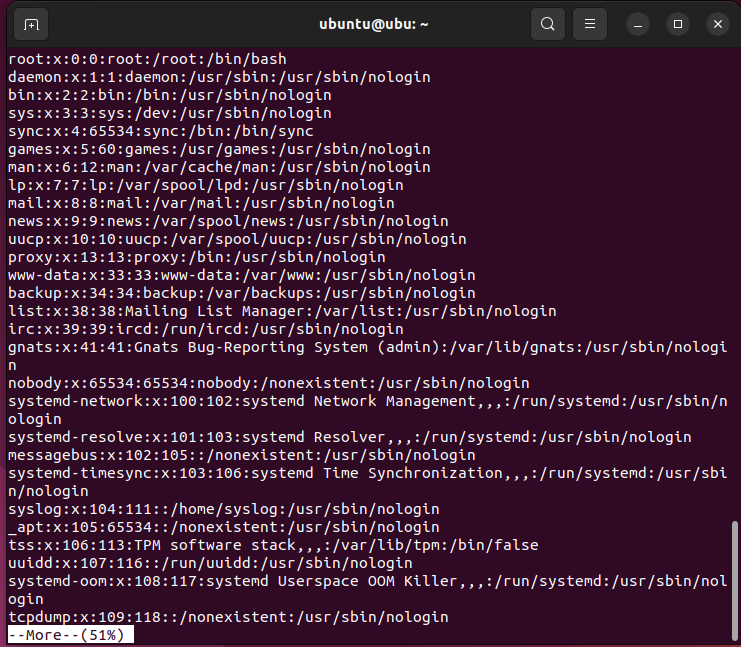 ubuntu@ubu: ~
root:x:0:0:root:/root:/bin/bash
daemon:x:1:1:daemon:/usr/sbin:/usr/sbin/nologin
bin:x:2:2:bin:/bin:/usr/sbin/nologin
sys:x:3:3:sys:/dev:/usr/sbin/nologin
sync:x:4:65534:sync:/bin:/bin/sync
games:x:5:60:games:/usr/games:/usr/sbin/nologin
man:x:6:12:man:/var/cache/man:/usr/sbin/nologin
lp:x:7:7:lp:/var/spool/lpd:/usr/sbin/nologin
mail:x:8:8:mail:/var/mail:/usr/sbin/nologin
news:x:9:9:news:/var/spool/news:/usr/sbin/nologin
uucp:x:10:10:uucp:/var/spool/uucp:/usr/sbin/nologin
proxy:x:13:13:proxy:/bin:/usr/sbin/nologin
www-data:x:33:33:www-data:/var/www:/usr/sbin/nologin
backup:x:34:34:backup:/var/backups:/usr/sbin/nologin
list:x:38:38:Mailing List Manager:/var/list:/usr/sbin/nologin
irc:x:39:39:ircd:/run/ircd:/usr/sbin/nologin
gnats:x:41:41:Gnats Bug-Reporting System (admin):/var/lib/gnats:/usr/sbin/nologi
n
nobody:x:65534:65534:nobody:/nonexistent:/usr/sbin/nologin
systemd-network:x:100:102:systemd Network Management,,,:/run/systemd:/usr/sbin/n
ologin
systemd-resolve:x:101:103:systemd Resolver,,,:/run/systemd:/usr/sbin/nologin
messagebus:x:102:105::/nonexistent:/usr/sbin/nologin
systemd-timesync:x:103:106:systemd Time Synchronization,,,:/run/systemd:/usr/sbi
n/nologin
syslog:x:104:111::/home/syslog:/usr/sbin/nologin
_apt:x:105:65534::/nonexistent:/usr/sbin/nologin
tss:x:106:113:TPM software stack,,,:/var/lib/tpm:/bin/false
uuidd:x:107:116::/run/uuidd:/usr/sbin/nologin
systemd-oom:x:108:117:systemd Userspace OOM Killer,,,:/run/systemd:/usr/sbin/nol
ogin
tcpdump:x:109:118::/nonexistent:/usr/sbin/nologin
--More--(51%)